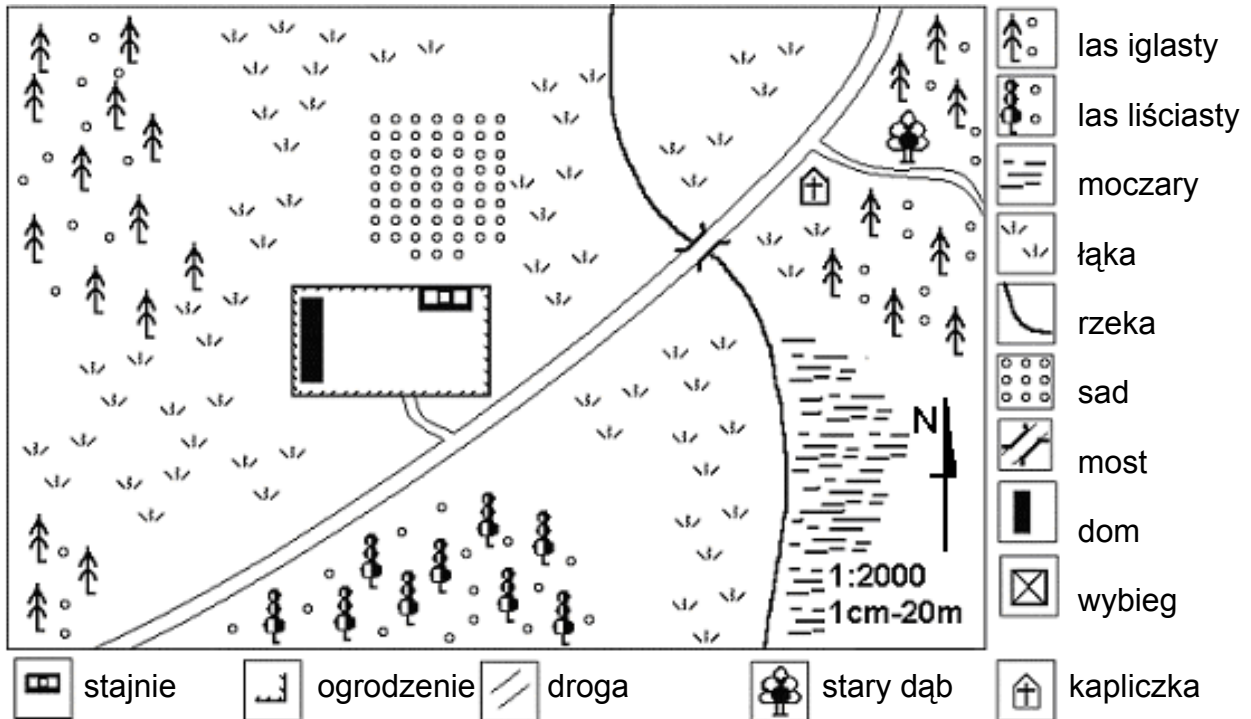 las iglasty
las liściasty
moczary
łąka
rzeka
sad
most
dom
wybieg
N
1:2000
1cm-20m
stajnie
ogrodzenie
droga
stary dąb
kapliczka